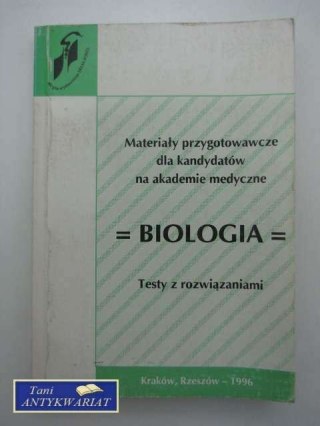 Materiały przygotowawcze
dla kandydatów
na akademie medyczne
= BIOLOGIA =
Testy z rozwiązaniami
Kraków, Rzeszów – 1996
Tani
ANTYKWARIAT